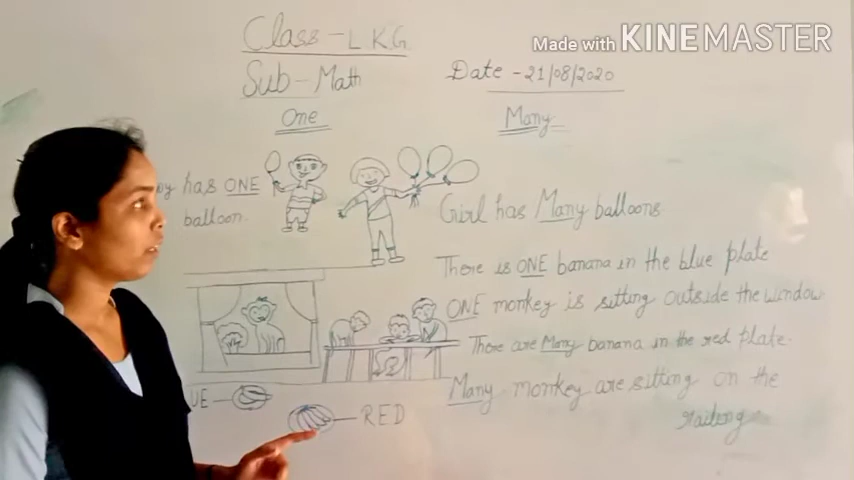 Made with KINEMASTER
Class - LKG
Sub - Math
Date - 21/08/2020
One
Many
has ONE
balloon.
Girl has Many balloons
There is ONE banana in the blue plate
ONE monkey is sitting outside the window
There are Many banana in the red plate.
Many monkey are sitting on the
railing
RED